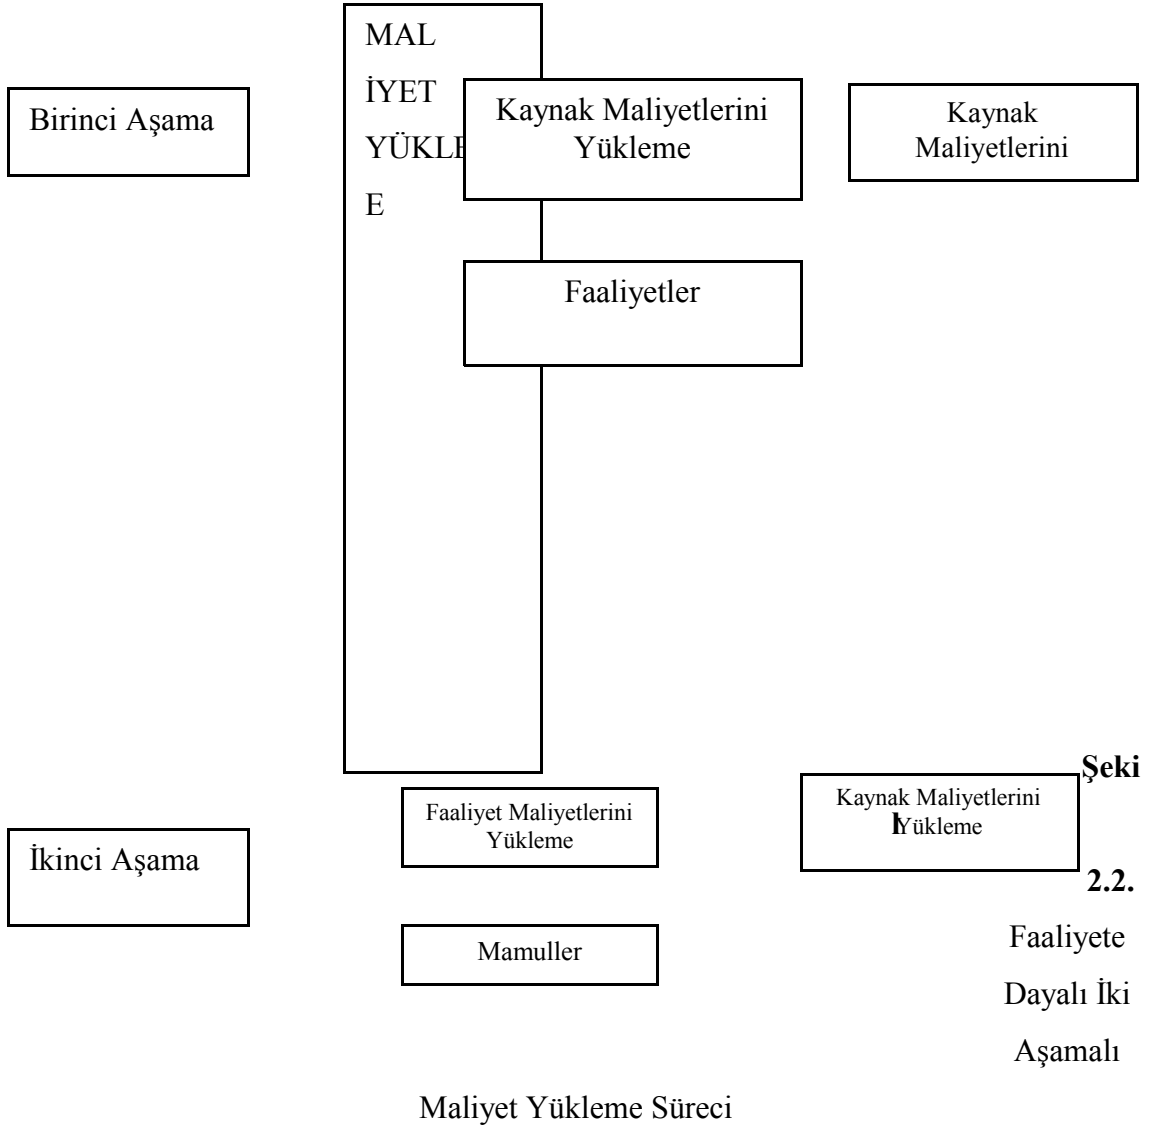 MAL
İYET
YÜKLE
E
Birinci Aşama
Kaynak Maliyetlerini
Yükleme
Kaynak
Maliyetlerini
Faaliyetler
İkinci Aşama
Faaliyet Maliyetlerini
Yükleme
Mamuller
Kaynak Maliyetlerini
Yükleme
Şeki
l
2.2.
Faaliyete
Dayalı İki
Aşamalı
Maliyet Yükleme Süreci